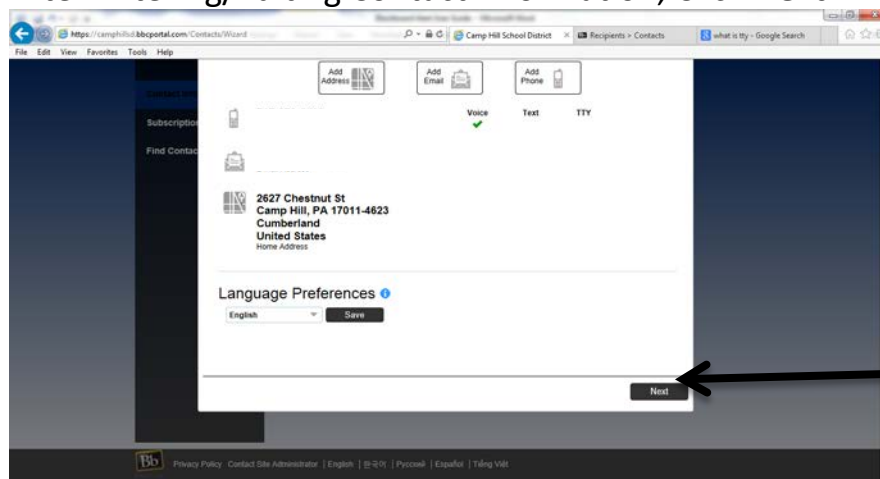 https://camphillsd.bbcportal.com/Contacts/Wizard
Camp Hill School District
Recipients > Contacts
what is tty - Google Search
File Edit View Favorites Tools Help
Add Address
Add Email
Add Phone
Subscription
Find Contac
Voice Text TTY
2627 Chestnut St
Camp Hill, PA 17011-4623
Cumberland
United States
Home Address
Language Preferences
English
Save
Next
Bb
Privacy Policy Contact Site Administrator | English | 한국어 | Русский | Español | Tiếng Việt